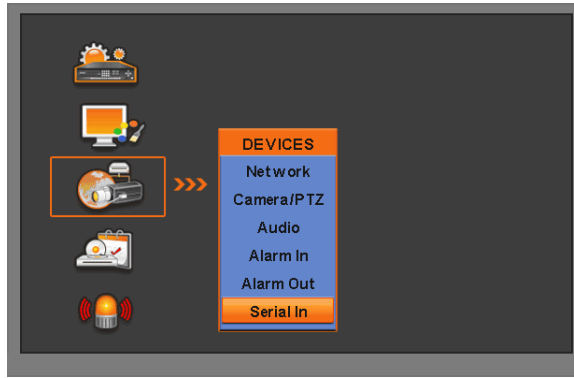 DEVICES
Network
Camera/PTZ
Audio
Alarm In
Alarm Out
Serial In